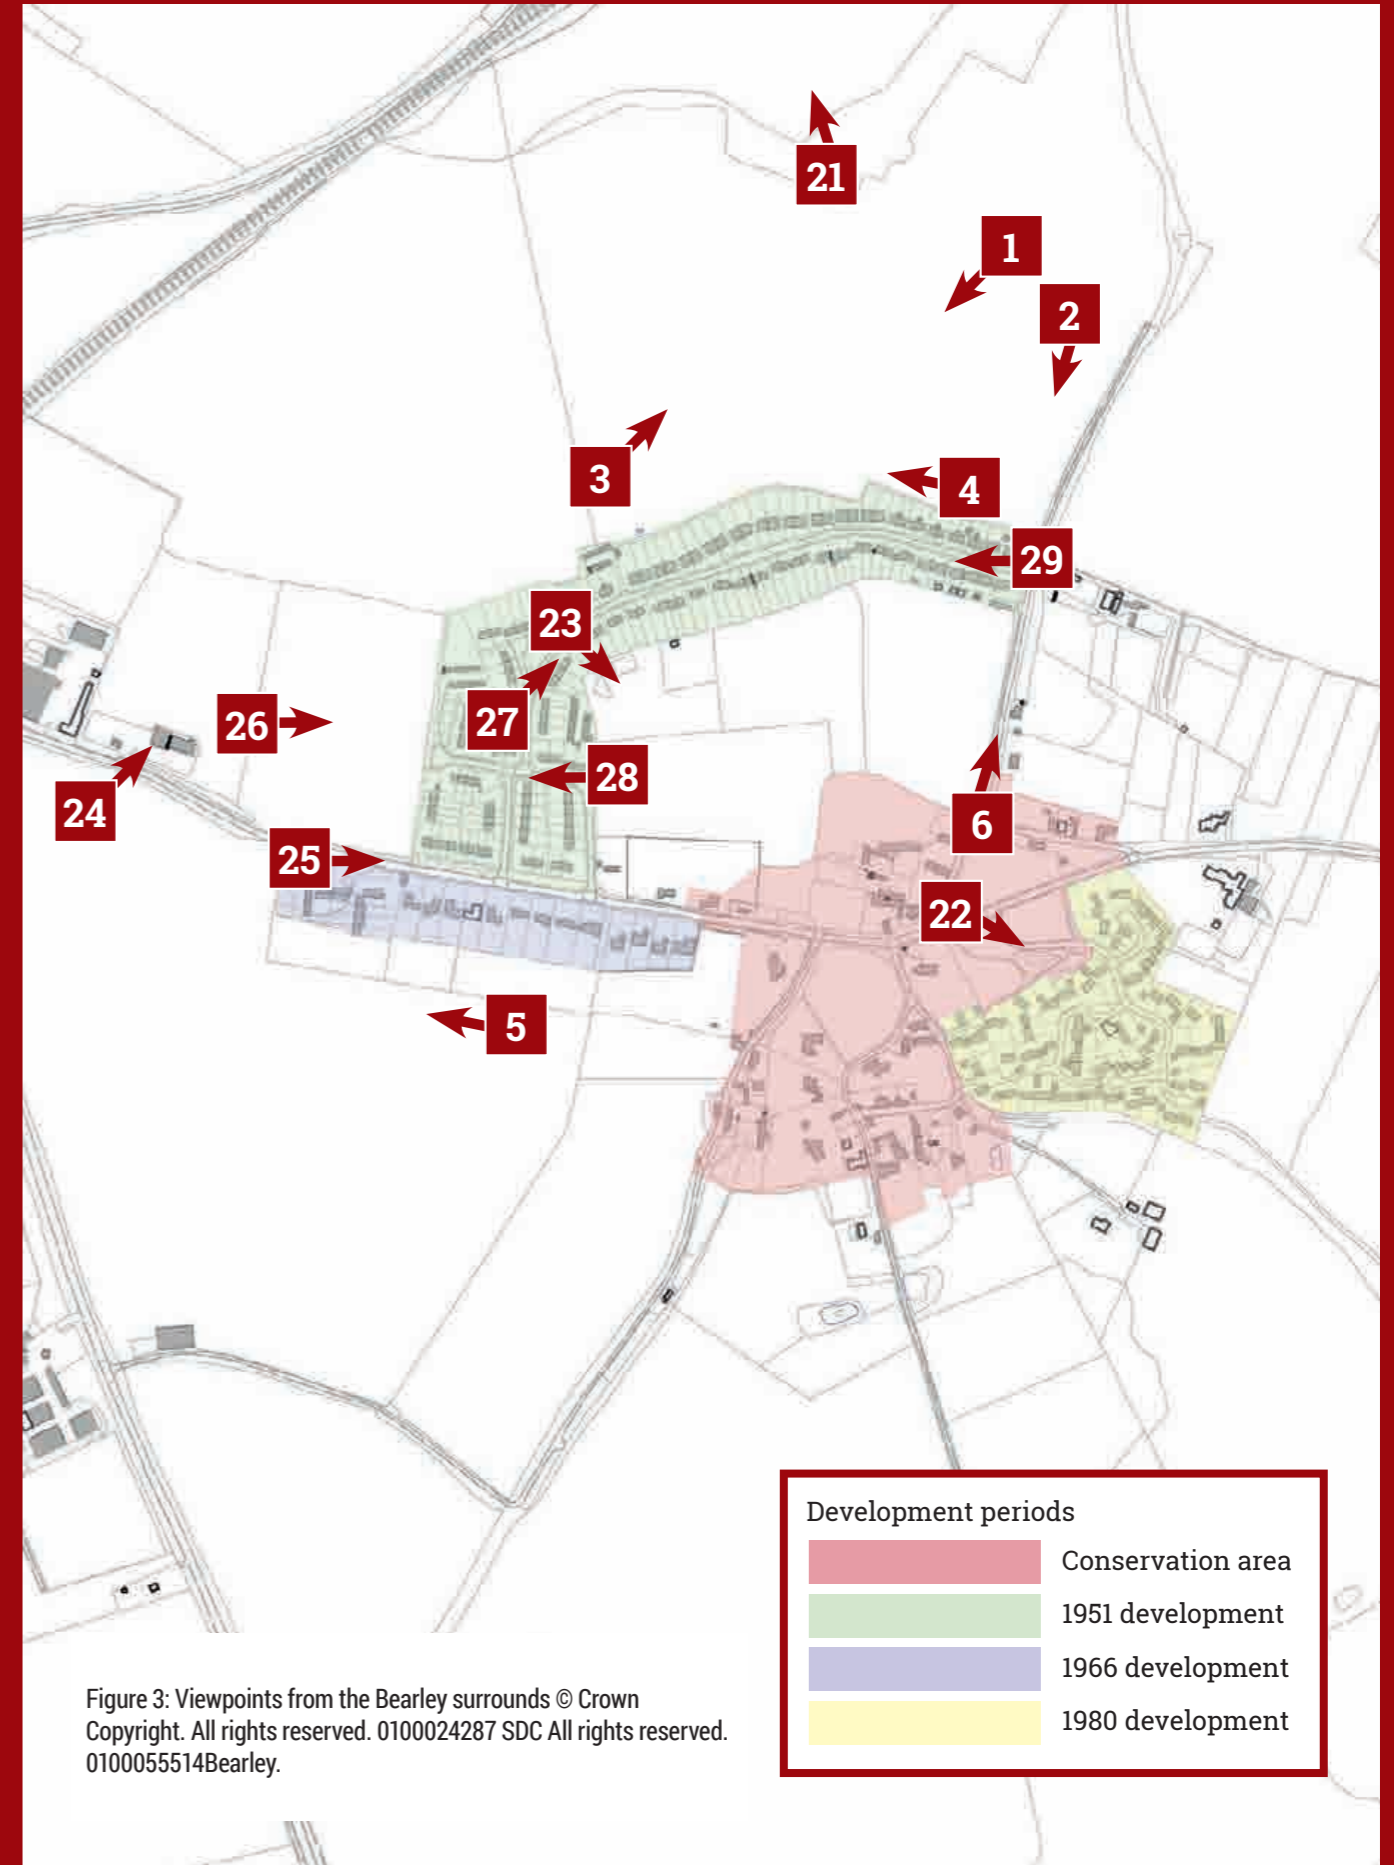 21
1
2
3
4
29
23
26
27
28
24
6
25
22
5
Development periods
Conservation area
1951 development
1966 development
1980 development
Figure 3: Viewpoints from the Bearley surrounds © Crown
Copyright. All rights reserved. 0100024287 SDC All rights reserved.
0100055514Bearley.